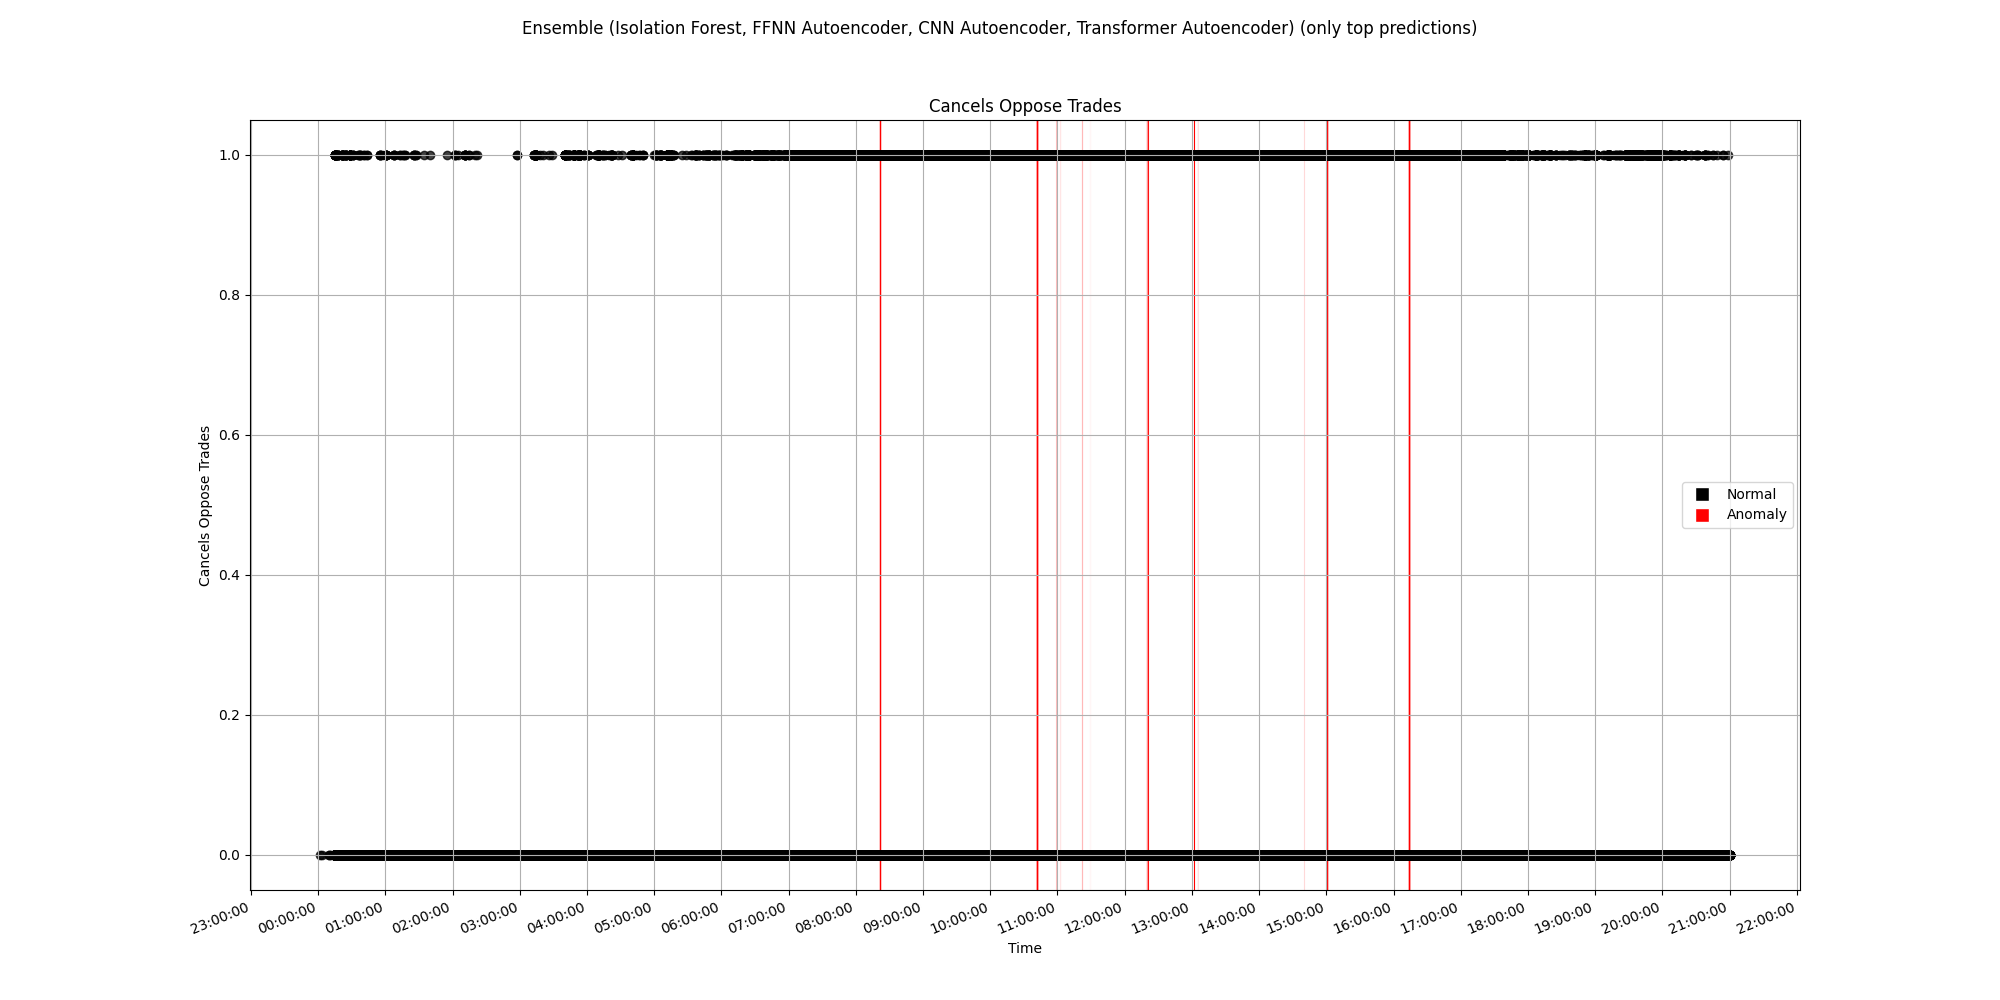 Ensemble (Isolation Forest, FFNN Autoencoder, CNN Autoencoder, Transformer Autoencoder) (only top predictions)
Cancels Oppose Trades
1.0
0.8
0.6
0.4
0.2
0.0
Cancels Oppose Trades
Normal
Anomaly
23:00:00 00:00:00 01:00:00 02:00:00 03:00:00 04:00:00 05:00:00 06:00:00 07:00:00 08:00:00 09:00:00 10:00:00 11:00:00 12:00:00 13:00:00 14:00:00 15:00:00 16:00:00 17:00:00 18:00:00 19:00:00 20:00:00 21:00:00 22:00:00
Time